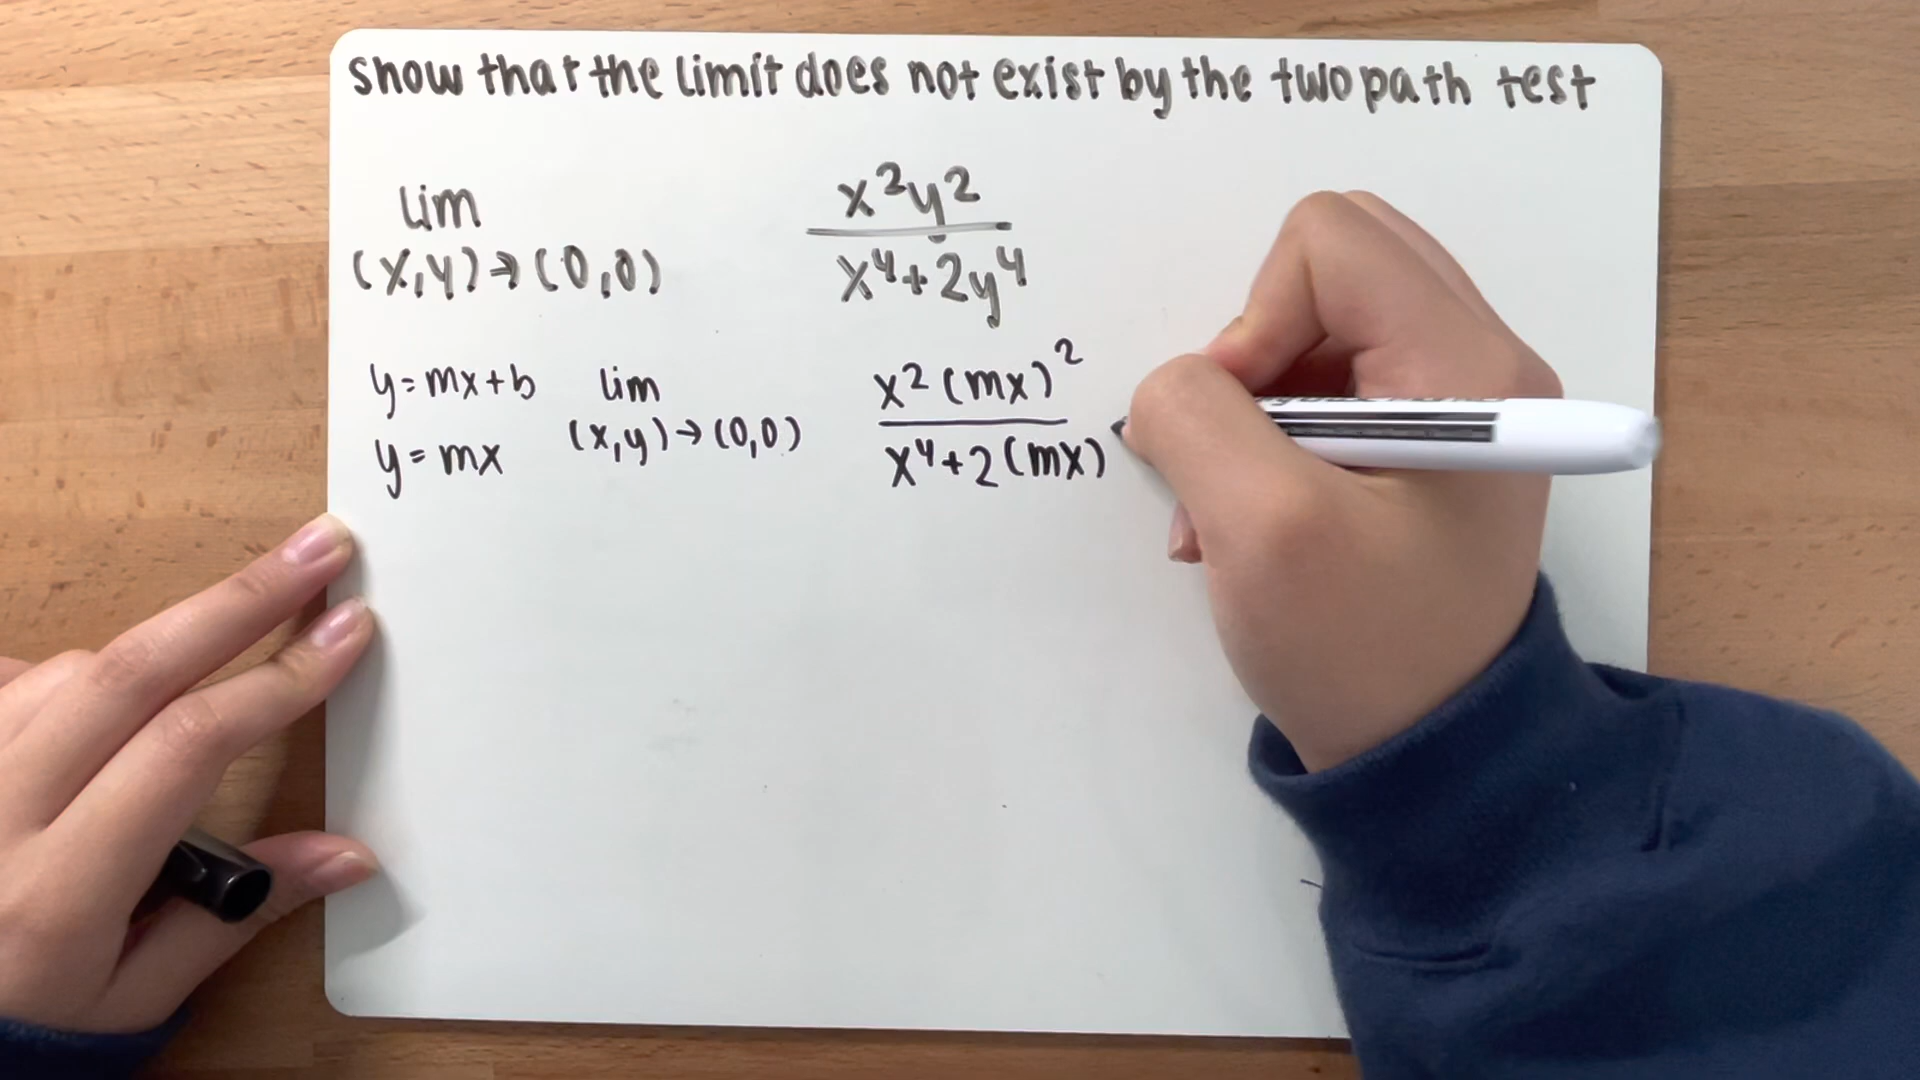 show that the limit does not exist by the two path test
lim x²y²
(x,y)→(0,0) x⁴+2y⁴
y=mx+b lim x²(mx)²
y=mx (x,y)→(0,0) x⁴+2(mx)